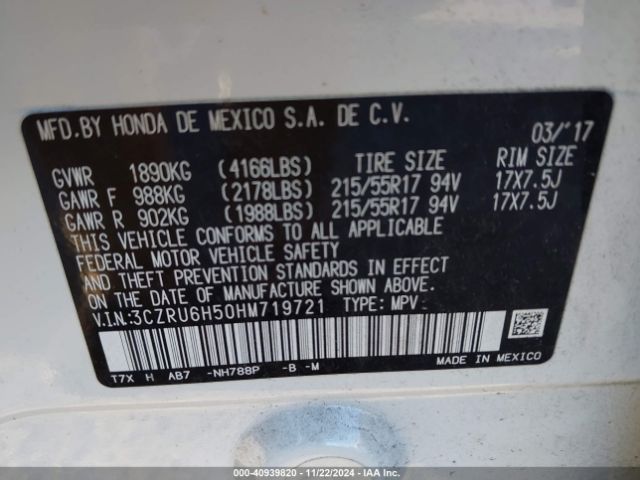 MFD.BY HONDA DE MEXICO S.A. DE C.V. 03/'17
TIRE SIZE RIM SIZE
GVWR 1890KG (4166LBS)
GAWR F 988KG (2178LBS) 215/55R17 94V 17X7.5J
GAWR R 902KG (1988LBS) 215/55R17 94V 17X7.5J
THIS VEHICLE CONFORMS TO ALL APPLICABLE
FEDERAL MOTOR VEHICLE SAFETY
AND THEFT PREVENTION STANDARDS IN EFFECT
ON THE DATE OF MANUFACTURE SHOWN ABOVE.
V.I.N:3CZRU6H50HM719721 TYPE: MPV
MADE IN MEXICO
T7X H AB7 -NH788P -B -M
00-40939820 - 11/22/2024 - IAA Inc.